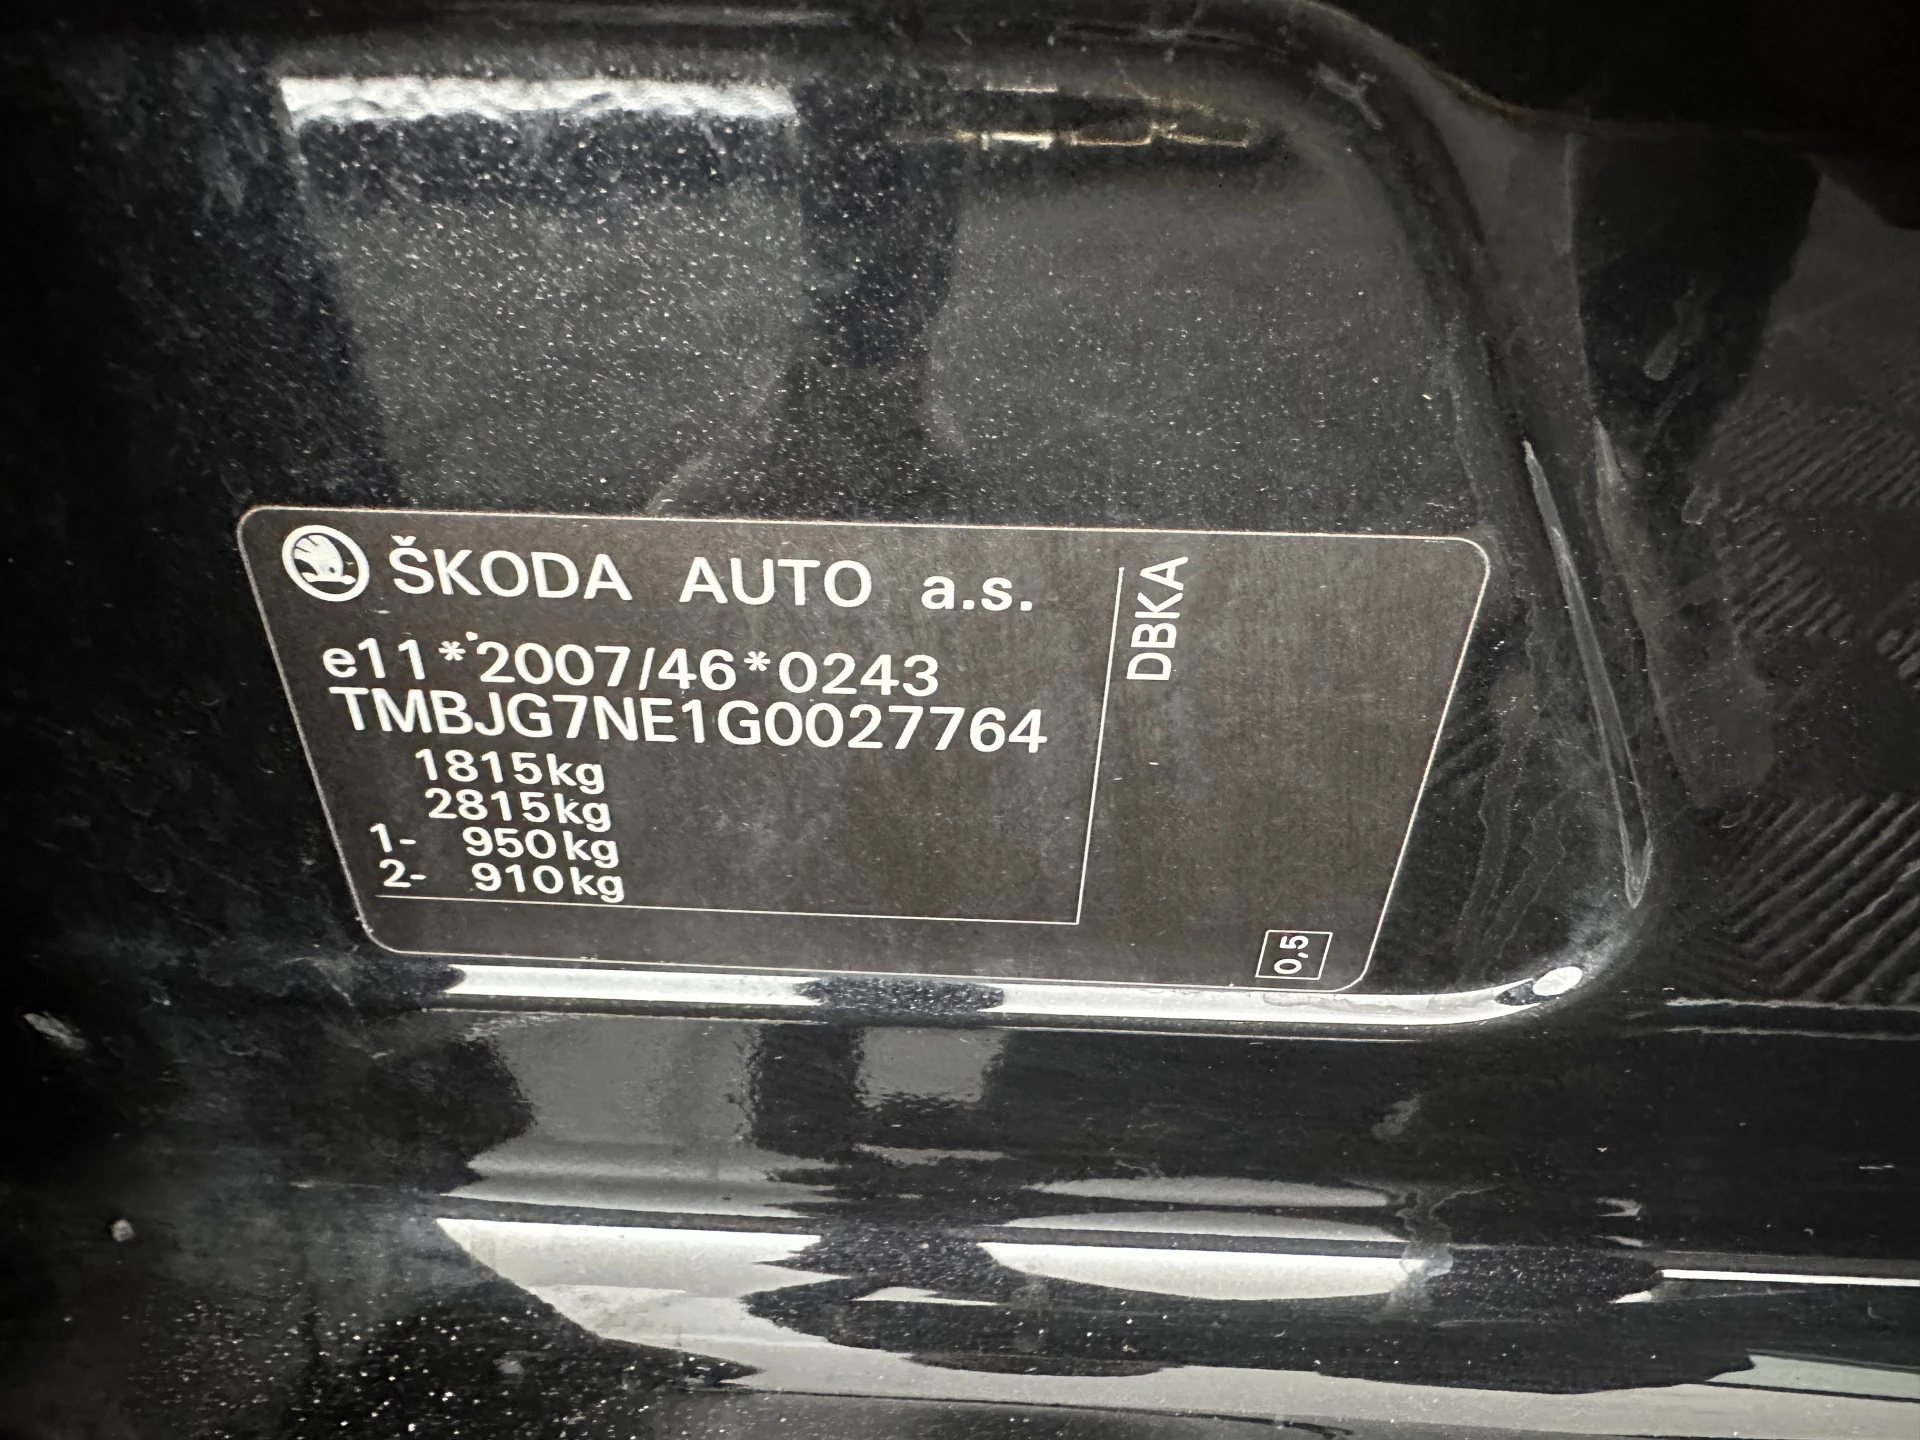 ŠKODA AUTO a.s.
e11*2007/46*0243
TMBJG7NE1G0027764
1815kg
2815kg
1- 950kg
2- 910kg
DBKA
0,5